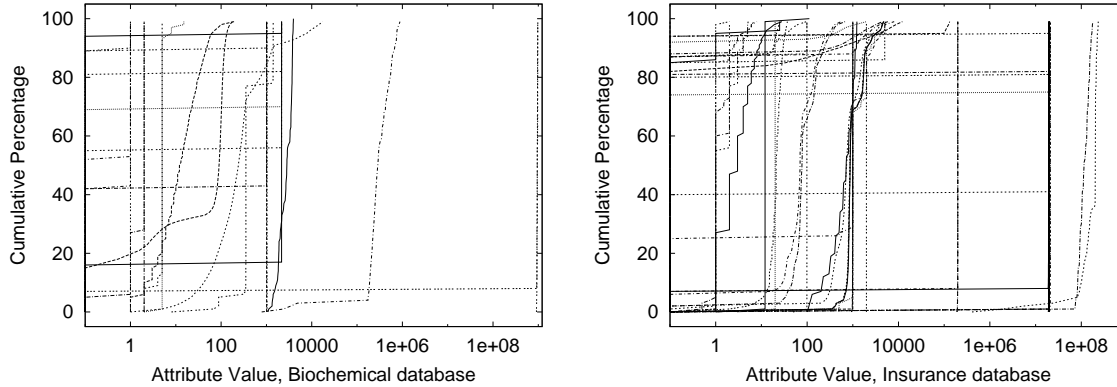 100
80
60
40
20
0
Cumulative Percentage
1 100 10000 1e+06 1e+08
Attribute Value, Biochemical database
100
80
60
40
20
0
Cumulative Percentage
1 100 10000 1e+06 1e+08
Attribute Value, Insurance database